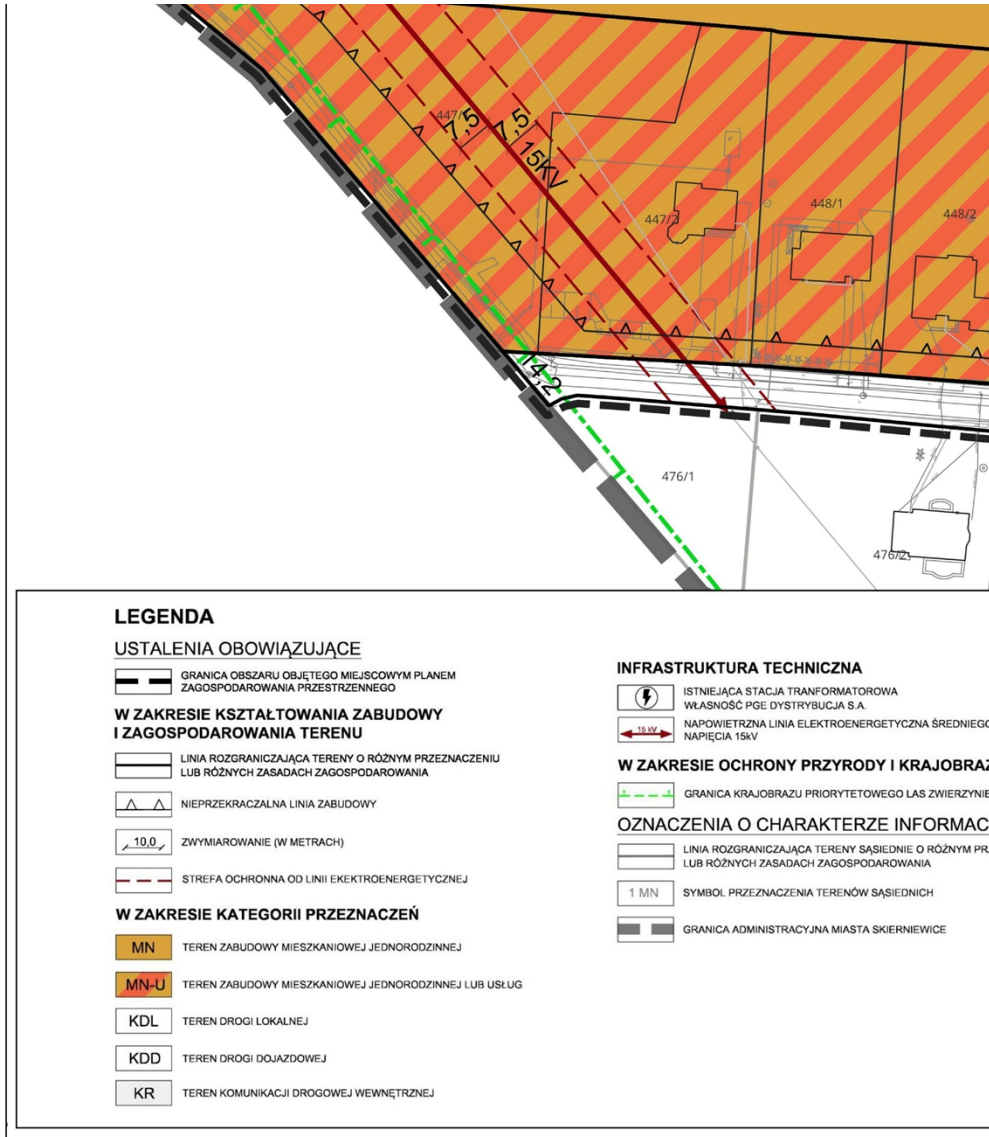 447/
7,5
7,5
15KV
447/2
448/1
448/2
14,2
476/1
476/2
LEGENDA
USTALENIA OBOWIĄZUJĄCE
GRANICA OBSZARU OBJĘTEGO MIEJSCOWYM PLANEM
ZAGOSPODAROWANIA PRZESTRZENNEGO
W ZAKRESIE KSZTAŁTOWANIA ZABUDOWY
I ZAGOSPODAROWANIA TERENU
LINIA ROZGRANICZAJĄCA TERENY O RÓŻNYM PRZEZNACZENIU
LUB RÓŻNYCH ZASADACH ZAGOSPODAROWANIA
NIEPRZEKRACZALNA LINIA ZABUDOWY
10,0 ZWYMIAROWANIE (W METRACH)
STREFA OCHRONNA OD LINII EKEKTROENERGETYCZNEJ
W ZAKRESIE KATEGORII PRZEZNACZEŃ
MN TEREN ZABUDOWY MIESZKANIOWEJ JEDNORODZINNEJ
MN-U TEREN ZABUDOWY MIESZKANIOWEJ JEDNORODZINNEJ LUB USŁUG
KDL TEREN DROGI LOKALNEJ
KDD TEREN DROGI DOJAZDOWEJ
KR TEREN KOMUNIKACJI DROGOWEJ WEWNĘTRZNEJ
INFRASTRUKTURA TECHNICZNA
ISTNIEJĄCA STACJA TRANFORMATOROWA
WŁASNOŚĆ PGE DYSTRYBUCJA S.A.
15 kV NAPOWIETRZNA LINIA ELEKTROENERGETYCZNA ŚREDNIEGO
NAPIĘCIA 15kV
W ZAKRESIE OCHRONY PRZYRODY I KRAJOBRAZ
GRANICA KRAJOBRAZU PRIORYTETOWEGO LAS ZWIERZYNIE
OZNACZENIA O CHARAKTERZE INFORMAC
LINIA ROZGRANICZAJĄCA TERENY SĄSIEDNIE O RÓŻNYM PR
LUB RÓŻNYCH ZASADACH ZAGOSPODAROWANIA
1 MN SYMBOL PRZEZNACZENIA TERENÓW SĄSIEDNICH
GRANICA ADMINISTRACYJNA MIASTA SKIERNIEWICE